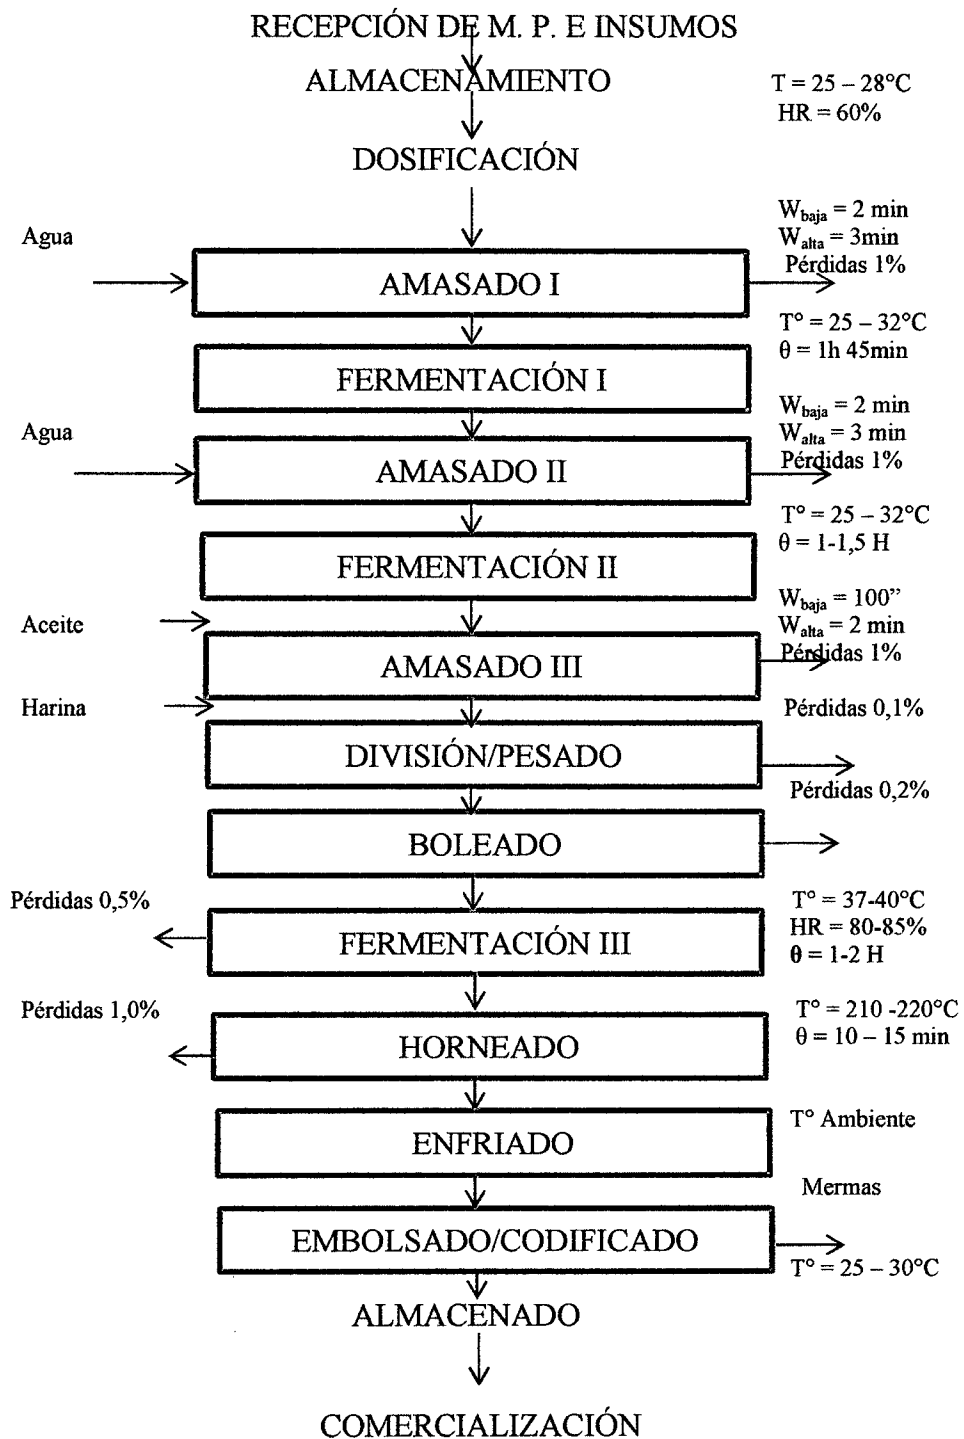 RECEPCIÓN DE M. P. E INSUMOS
ALMACENAMIENTO
T = 25 – 28°C
HR = 60%
DOSIFICACIÓN
Agua
W_baja = 2 min
W_alta = 3min
Pérdidas 1%
AMASADO I
T° = 25 – 32°C
θ = 1h 45min
FERMENTACIÓN I
Agua
W_baja = 2 min
W_alta = 3 min
Pérdidas 1%
AMASADO II
T° = 25 – 32°C
θ = 1-1,5 H
FERMENTACIÓN II
Aceite
W_baja = 100”
W_alta = 2 min
Pérdidas 1%
AMASADO III
Harina
Pérdidas 0,1%
DIVISIÓN/PESADO
Pérdidas 0,2%
BOLEADO
Pérdidas 0,5%
T° = 37-40°C
HR = 80-85%
θ = 1-2 H
FERMENTACIÓN III
Pérdidas 1,0%
T° = 210 -220°C
θ = 10 – 15 min
HORNEADO
T° Ambiente
ENFRIADO
Mermas
EMBOLSADO/CODIFICADO
T° = 25 – 30°C
ALMACENADO
COMERCIALIZACIÓN